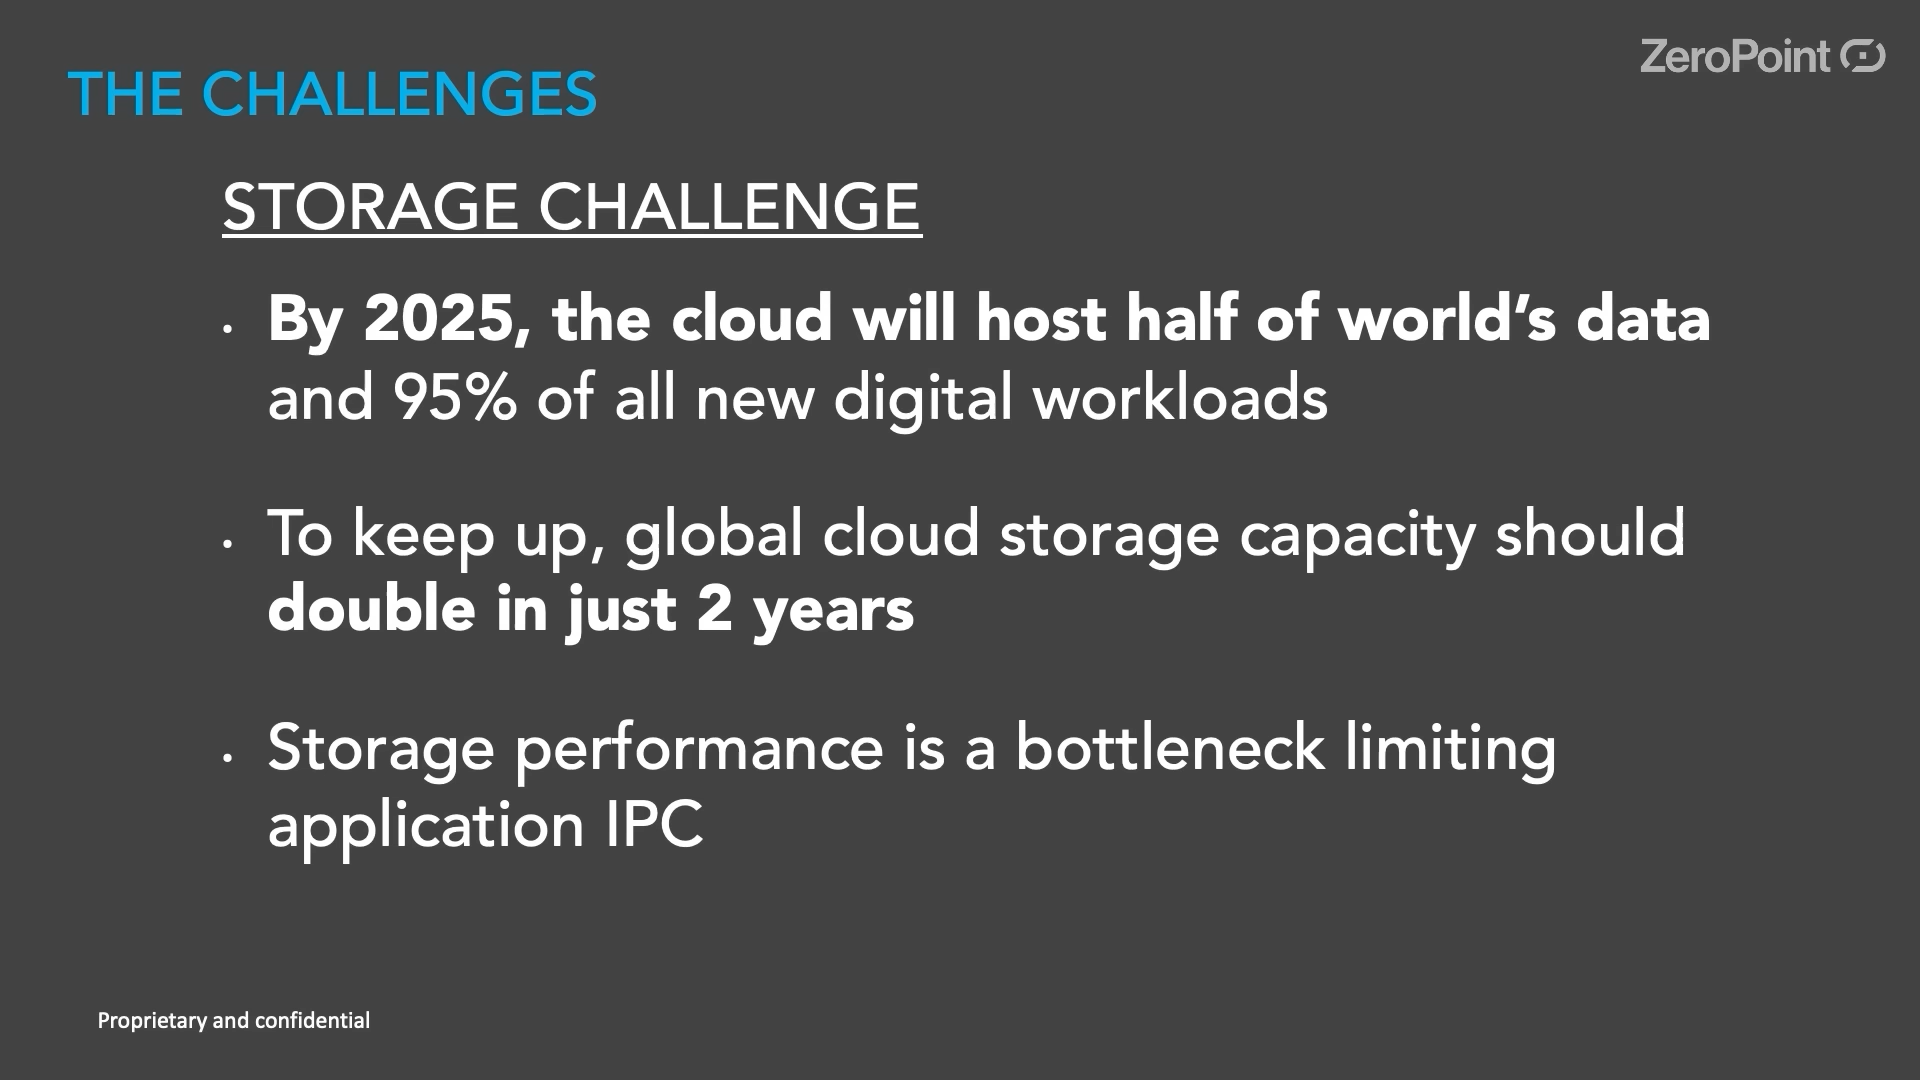 ZeroPoint
THE CHALLENGES
STORAGE CHALLENGE
• By 2025, the cloud will host half of world’s data
and 95% of all new digital workloads
• To keep up, global cloud storage capacity should
double in just 2 years
• Storage performance is a bottleneck limiting
application IPC
Proprietary and confidential